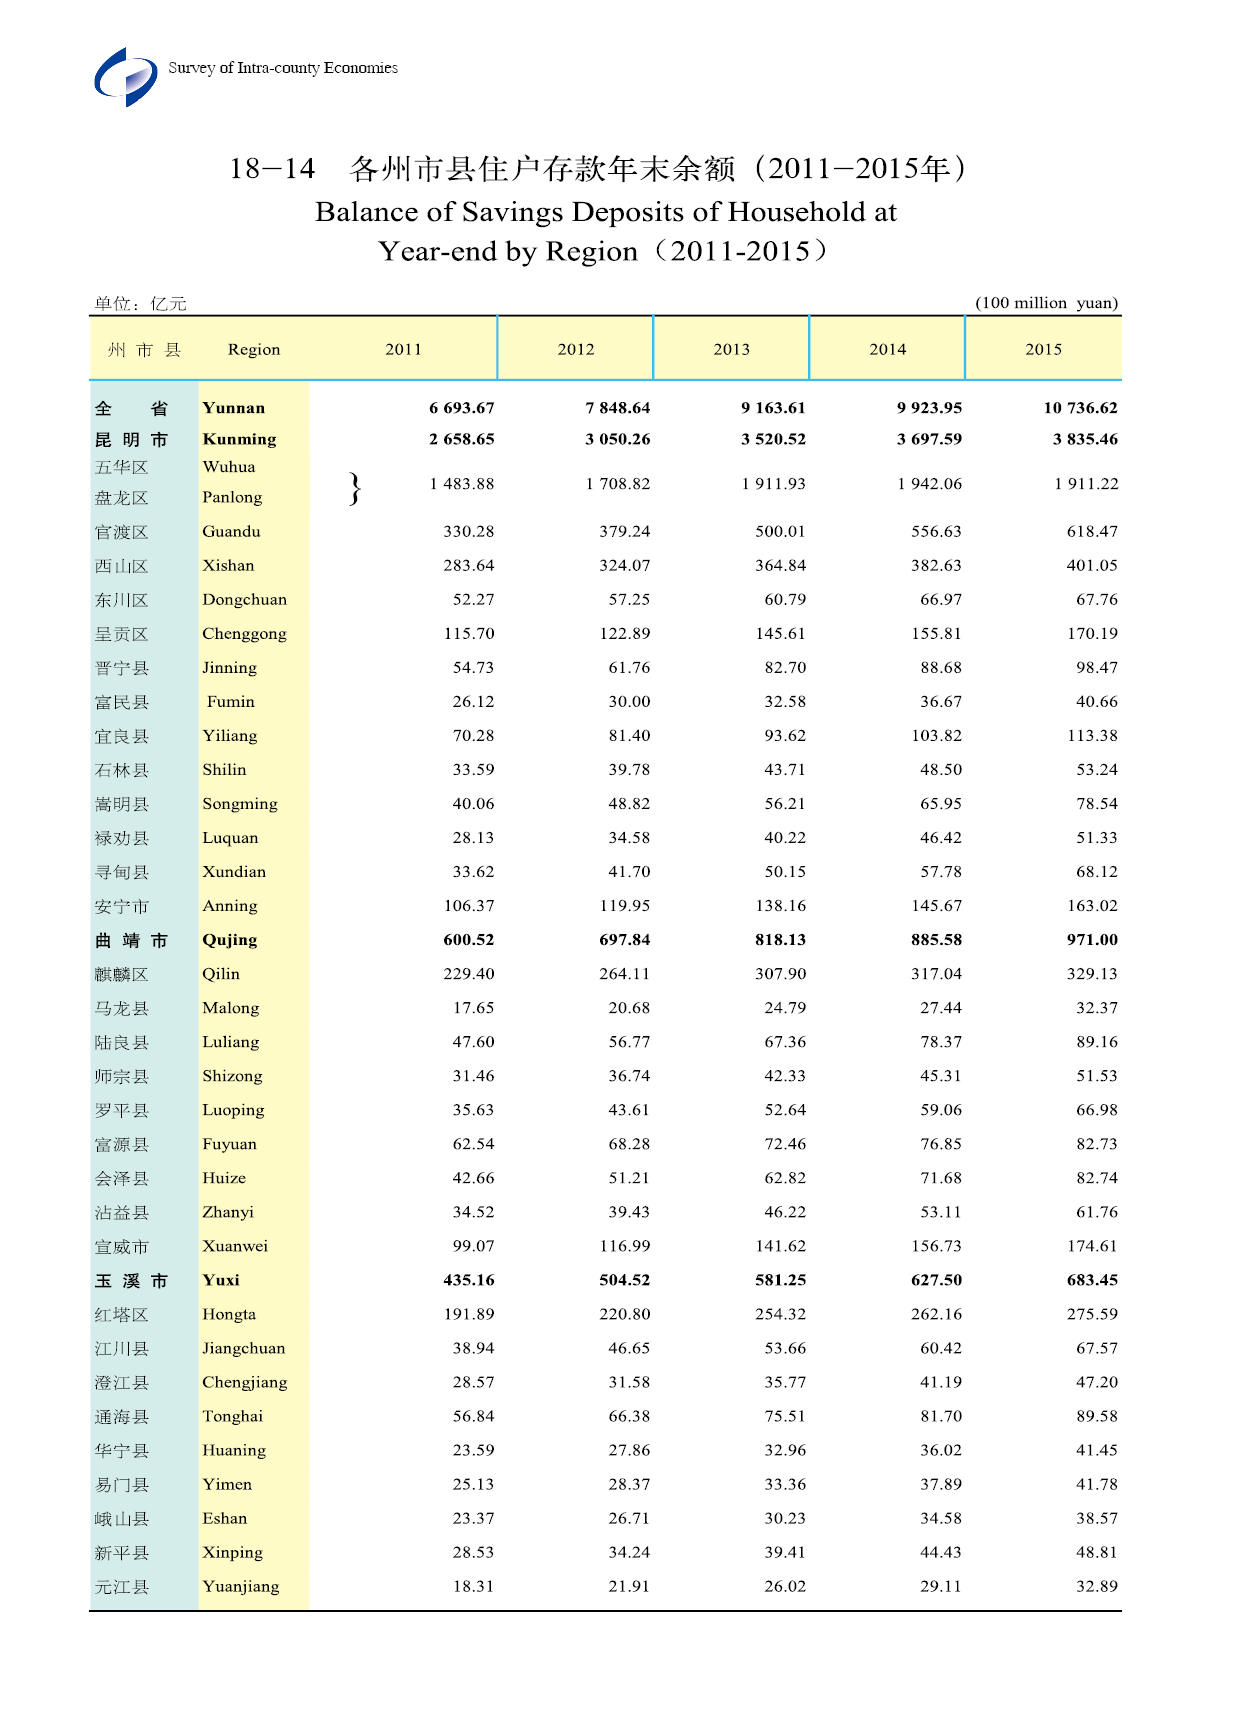 Survey of Intra-county Economies
18—14 各州市县住户存款年末余额（2011—2015年）
Balance of Savings Deposits of Household at
Year-end by Region（2011-2015）
单位：亿元 (100 million yuan)
州 市 县 Region 2011 2012 2013 2014 2015
全 省 Yunnan 6 693.67 7 848.64 9 163.61 9 923.95 10 736.62
昆 明 市 Kunming 2 658.65 3 050.26 3 520.52 3 697.59 3 835.46
五华区 Wuhua
} 1 483.88 1 708.82 1 911.93 1 942.06 1 911.22
盘龙区 Panlong
官渡区 Guandu 330.28 379.24 500.01 556.63 618.47
西山区 Xishan 283.64 324.07 364.84 382.63 401.05
东川区 Dongchuan 52.27 57.25 60.79 66.97 67.76
呈贡区 Chenggong 115.70 122.89 145.61 155.81 170.19
晋宁县 Jinning 54.73 61.76 82.70 88.68 98.47
富民县 Fumin 26.12 30.00 32.58 36.67 40.66
宜良县 Yiliang 70.28 81.40 93.62 103.82 113.38
石林县 Shilin 33.59 39.78 43.71 48.50 53.24
嵩明县 Songming 40.06 48.82 56.21 65.95 78.54
禄劝县 Luquan 28.13 34.58 40.22 46.42 51.33
寻甸县 Xundian 33.62 41.70 50.15 57.78 68.12
安宁市 Anning 106.37 119.95 138.16 145.67 163.02
曲 靖 市 Qujing 600.52 697.84 818.13 885.58 971.00
麒麟区 Qilin 229.40 264.11 307.90 317.04 329.13
马龙县 Malong 17.65 20.68 24.79 27.44 32.37
陆良县 Luliang 47.60 56.77 67.36 78.37 89.16
师宗县 Shizong 31.46 36.74 42.33 45.31 51.53
罗平县 Luoping 35.63 43.61 52.64 59.06 66.98
富源县 Fuyuan 62.54 68.28 72.46 76.85 82.73
会泽县 Huize 42.66 51.21 62.82 71.68 82.74
沾益县 Zhanyi 34.52 39.43 46.22 53.11 61.76
宣威市 Xuanwei 99.07 116.99 141.62 156.73 174.61
玉 溪 市 Yuxi 435.16 504.52 581.25 627.50 683.45
红塔区 Hongta 191.89 220.80 254.32 262.16 275.59
江川县 Jiangchuan 38.94 46.65 53.66 60.42 67.57
澄江县 Chengjiang 28.57 31.58 35.77 41.19 47.20
通海县 Tonghai 56.84 66.38 75.51 81.70 89.58
华宁县 Huaning 23.59 27.86 32.96 36.02 41.45
易门县 Yimen 25.13 28.37 33.36 37.89 41.78
峨山县 Eshan 23.37 26.71 30.23 34.58 38.57
新平县 Xinping 28.53 34.24 39.41 44.43 48.81
元江县 Yuanjiang 18.31 21.91 26.02 29.11 32.89